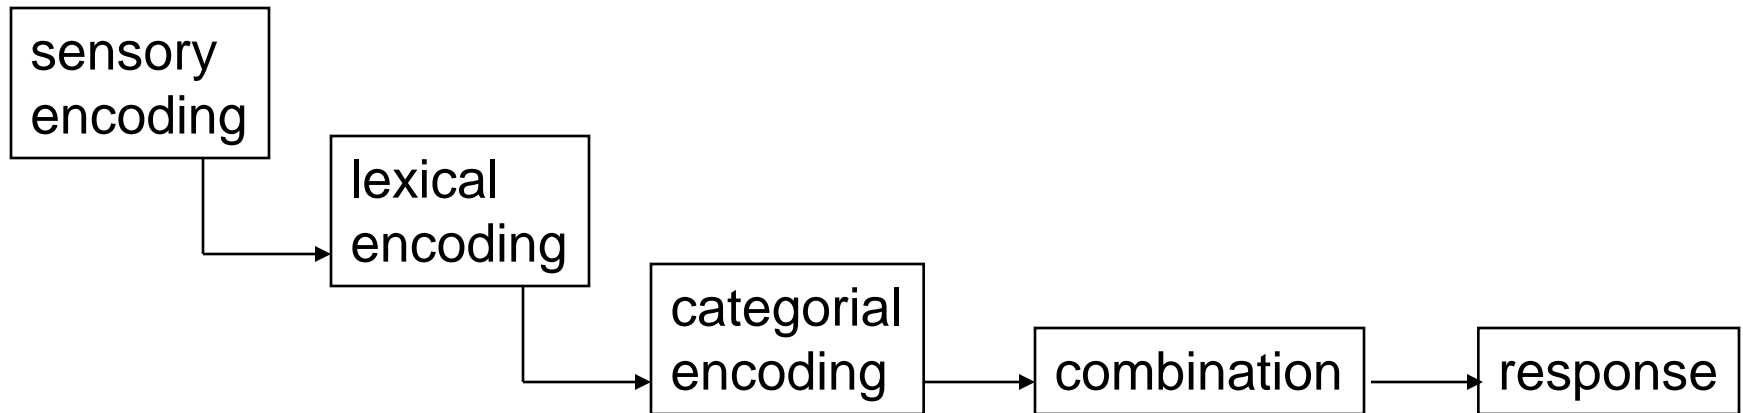 sensory
encoding
lexical
encoding
categorial
encoding
combination
response